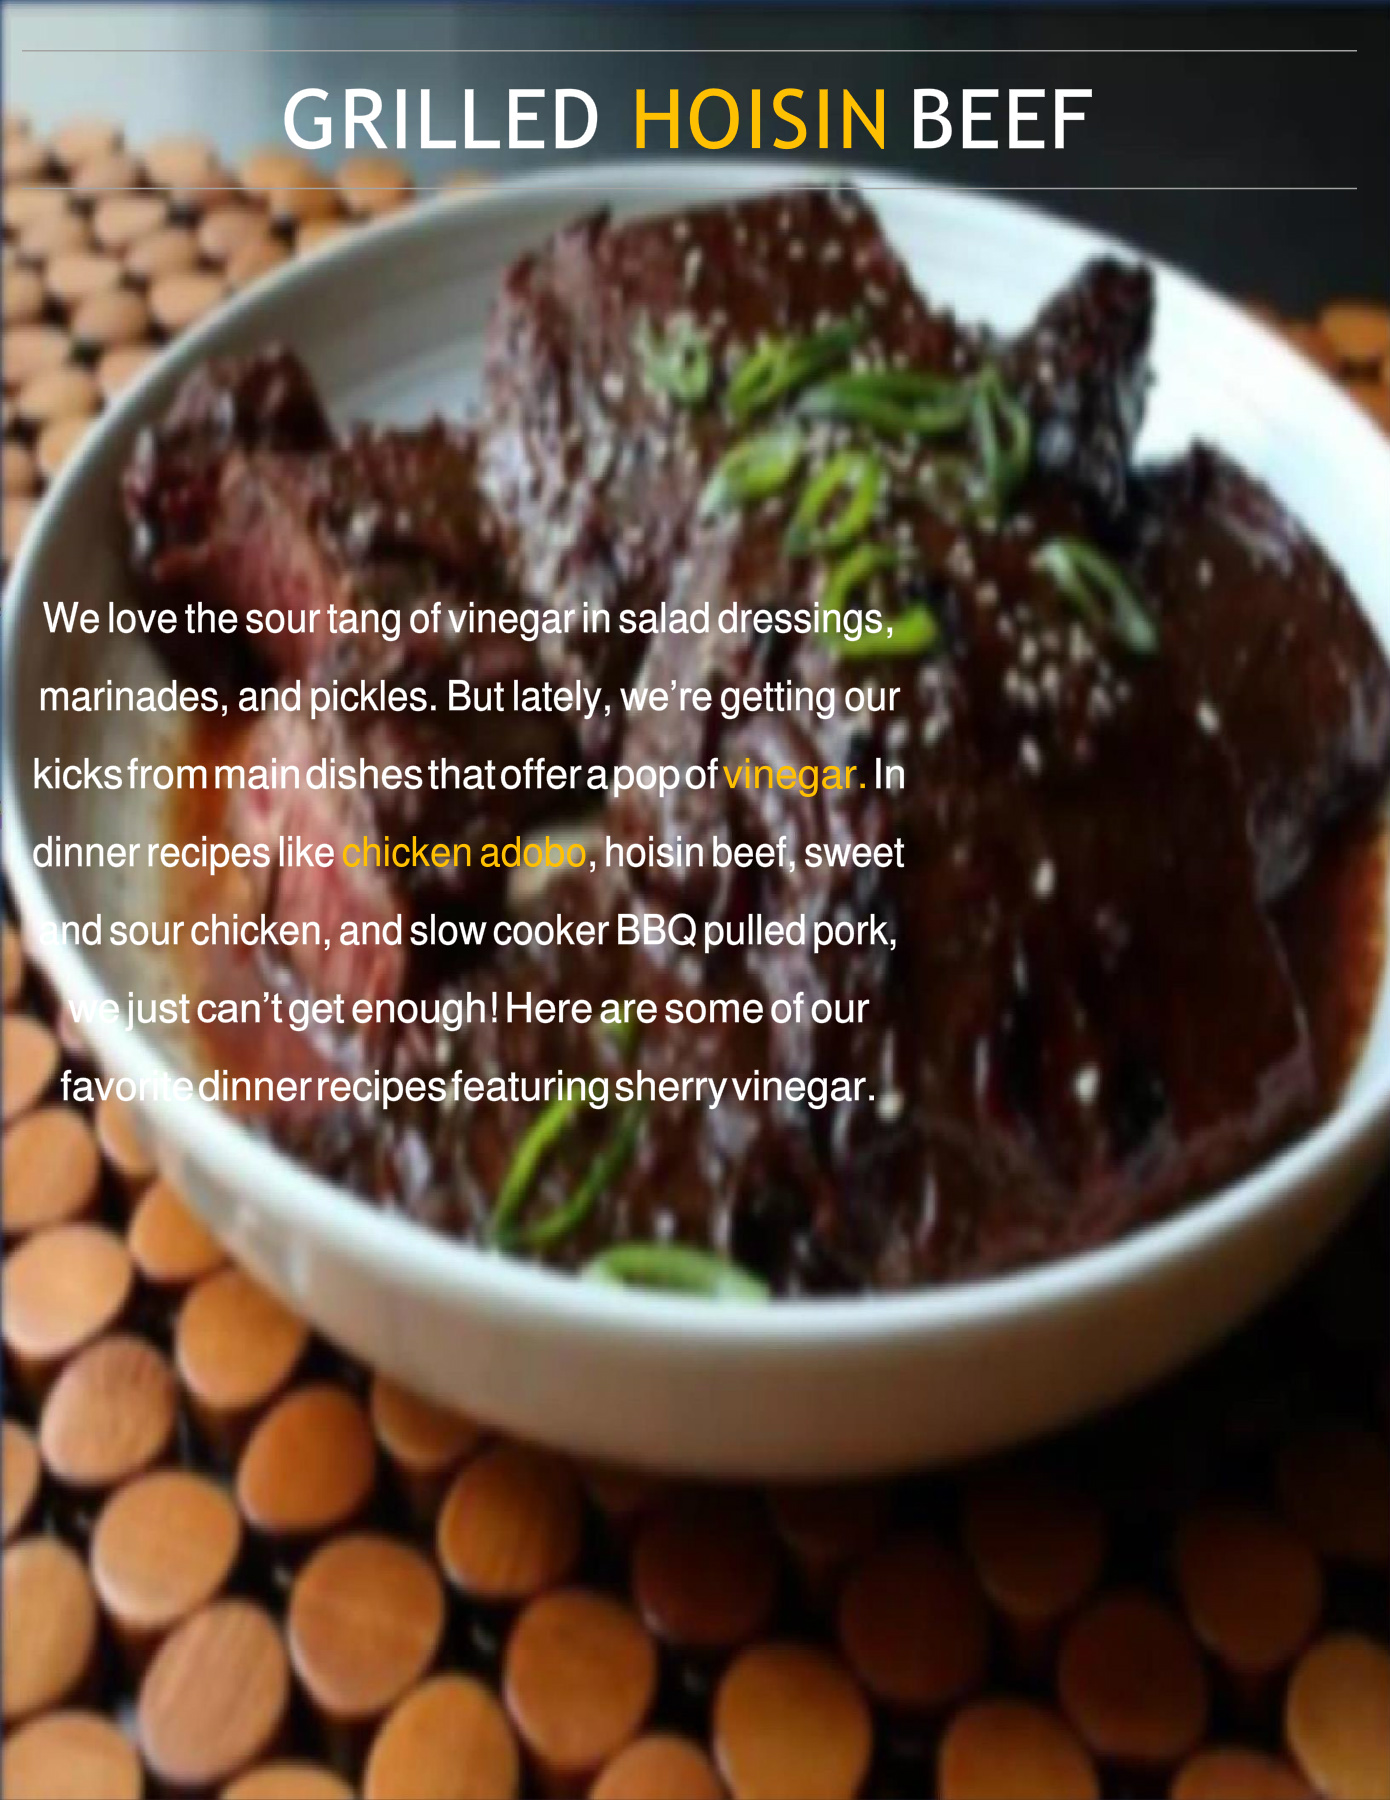 GRILLED HOISIN BEEF
We love the sour tang of vinegar in salad dressings,
marinades, and pickles. But lately, we’re getting our
kicks from main dishes that offer a pop of vinegar. In
dinner recipes like chicken adobo, hoisin beef, sweet
and sour chicken, and slow cooker BBQ pulled pork,
we just can’t get enough! Here are some of our
favorite dinner recipes featuring sherry vinegar.